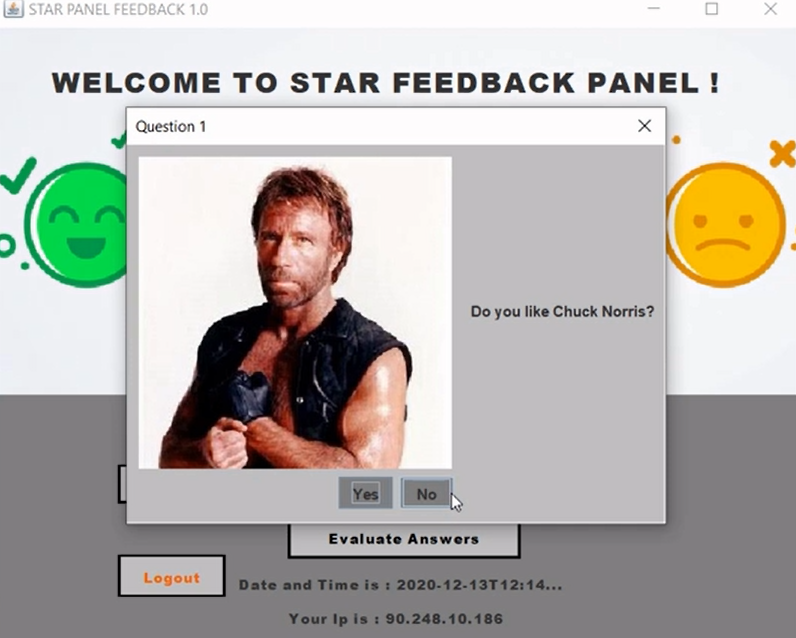 STAR PANEL FEEDBACK 1.0
WELCOME TO STAR FEEDBACK PANEL !
Question 1
Do you like Chuck Norris?
Yes
No
Evaluate Answers
Logout
Date and Time is : 2020-12-13T12:14...
Your Ip is : 90.248.10.186